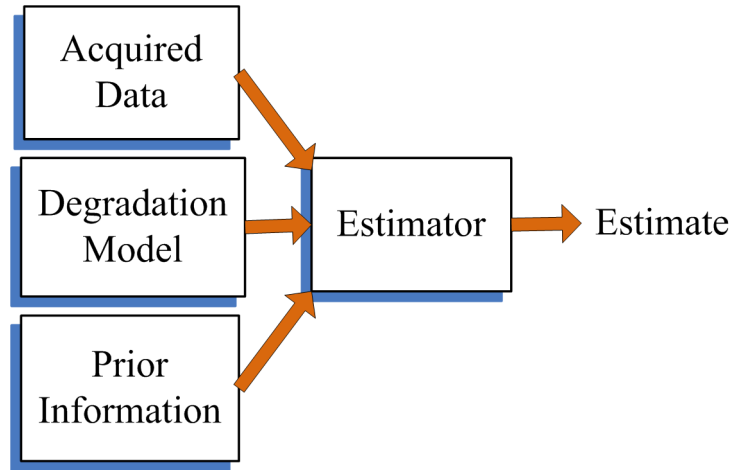 Acquired
Data
Degradation
Model
Prior
Information
Estimator
Estimate